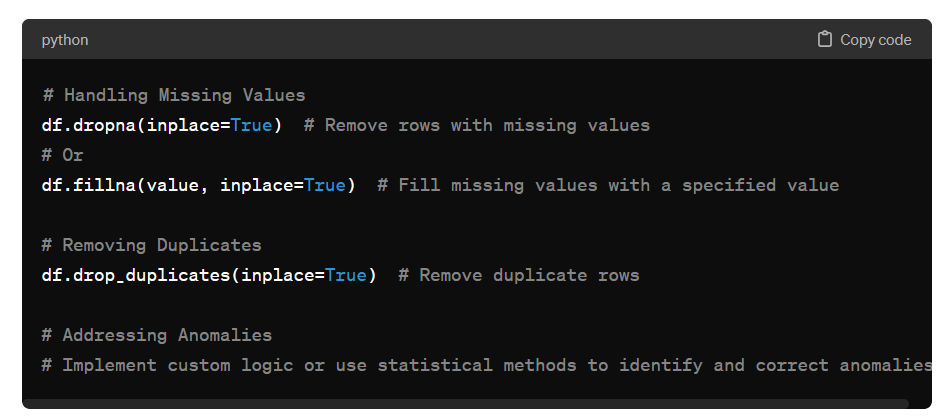 python
Copy code
# Handling Missing Values
df.dropna(inplace=True)  # Remove rows with missing values
# Or
df.fillna(value, inplace=True)  # Fill missing values with a specified value
# Removing Duplicates
df.drop_duplicates(inplace=True)  # Remove duplicate rows
# Addressing Anomalies
# Implement custom logic or use statistical methods to identify and correct anomalies